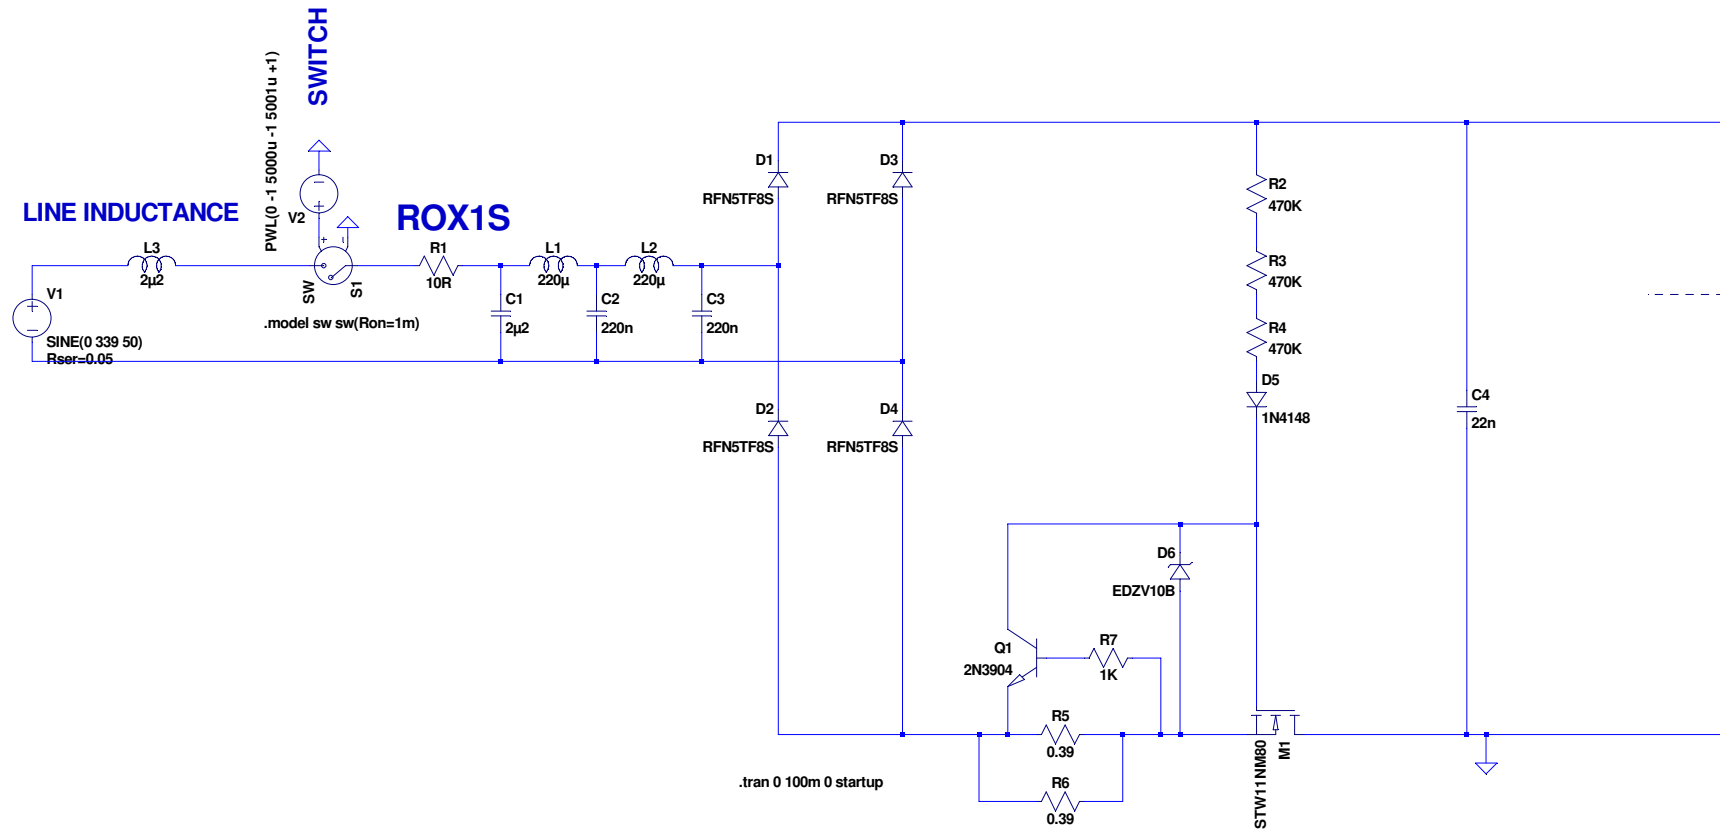 SWITCH
PWL(0 -1 5000u -1 5001u +1)
LINE INDUCTANCE
V2
ROX1S
L3
2µ2
SW
S1
.model sw sw(Ron=1m)
V1
SINE(0 339 50)
Rser=0.05
R1
10R
L1
220µ
L2
220µ
C1
2µ2
C2
220n
C3
220n
D1
RFN5TF8S
D3
RFN5TF8S
D2
RFN5TF8S
D4
RFN5TF8S
R2
470K
R3
470K
R4
470K
D5
1N4148
C4
22n
D6
EDZV10B
Q1
2N3904
R7
1K
R5
0.39
R6
0.39
STW11NM80
M1
.tran 0 100m 0 startup